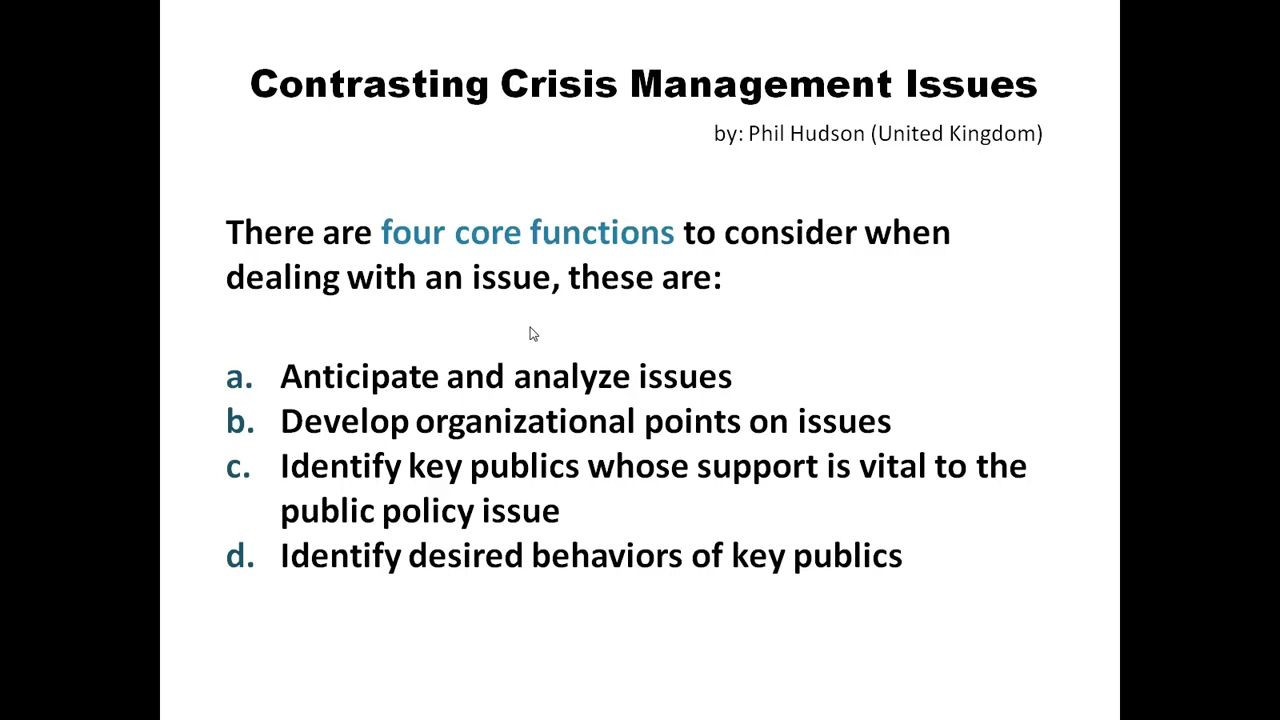 Contrasting Crisis Management Issues
by: Phil Hudson (United Kingdom)
There are four core functions to consider when
dealing with an issue, these are:
a. Anticipate and analyze issues
b. Develop organizational points on issues
c. Identify key publics whose support is vital to the
public policy issue
d. Identify desired behaviors of key publics